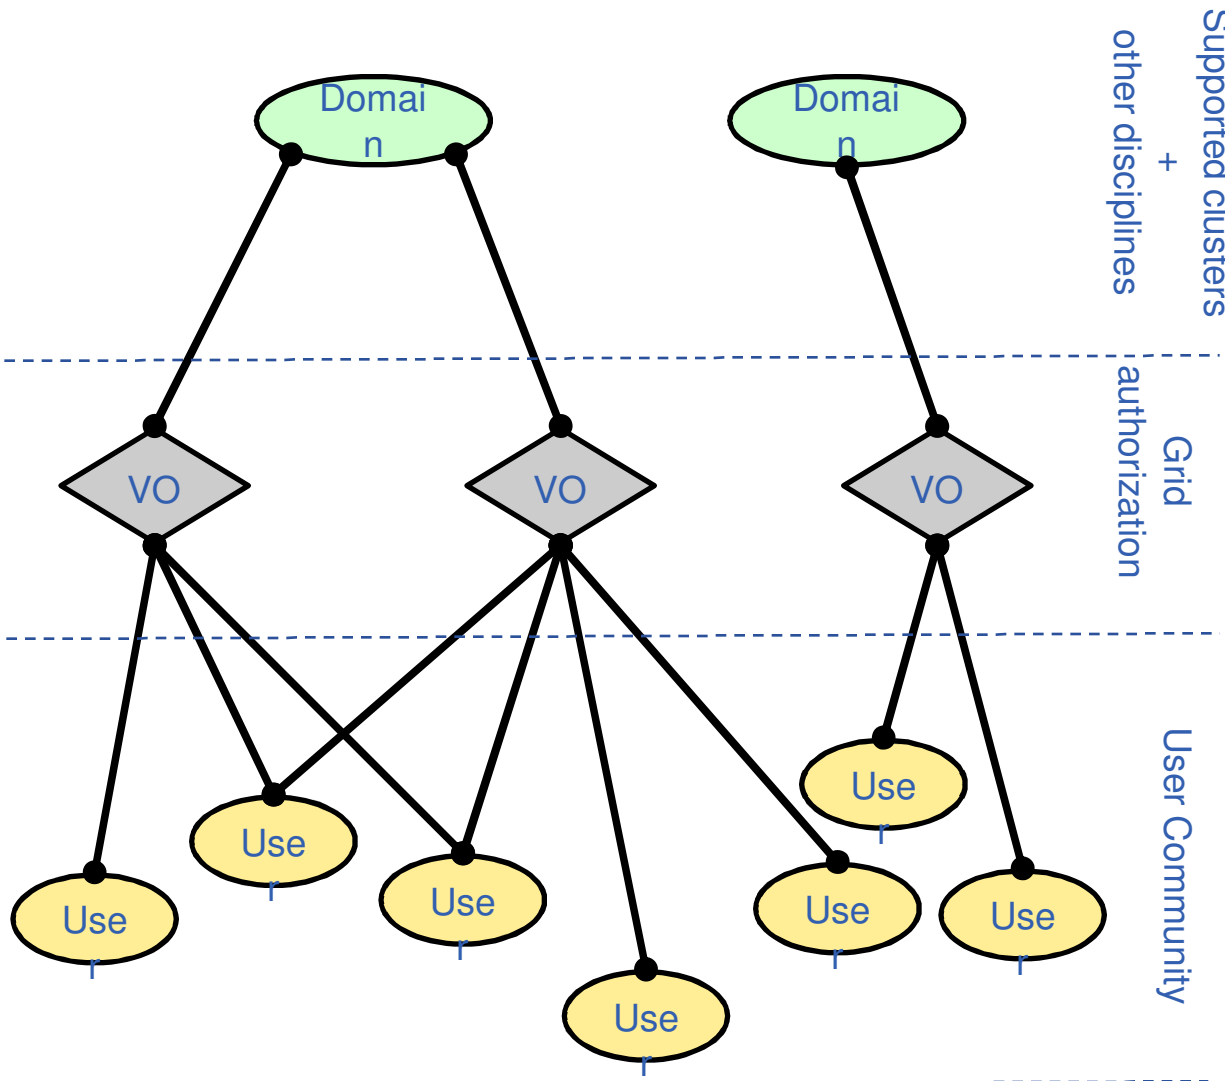 Domai
n
Domai
n
Supported clusters
+
other disciplines
VO
VO
VO
Grid
authorization
Use
r
Use
r
Use
r
Use
r
Use
r
Use
r
Use
r
User Community